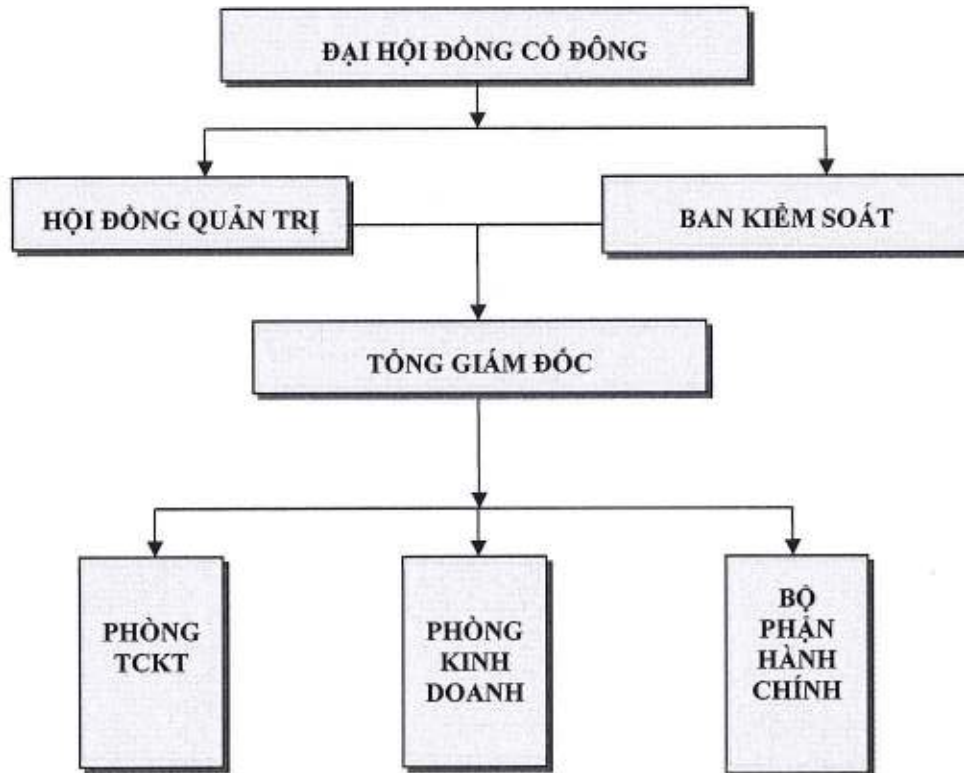 ĐẠI HỘI ĐỒNG CỔ ĐÔNG
HỘI ĐỒNG QUẢN TRỊ
BAN KIỂM SOÁT
TỔNG GIÁM ĐỐC
PHÒNG
TCKT
PHÒNG
KINH
DOANH
BỘ
PHẬN
HÀNH
CHÍNH